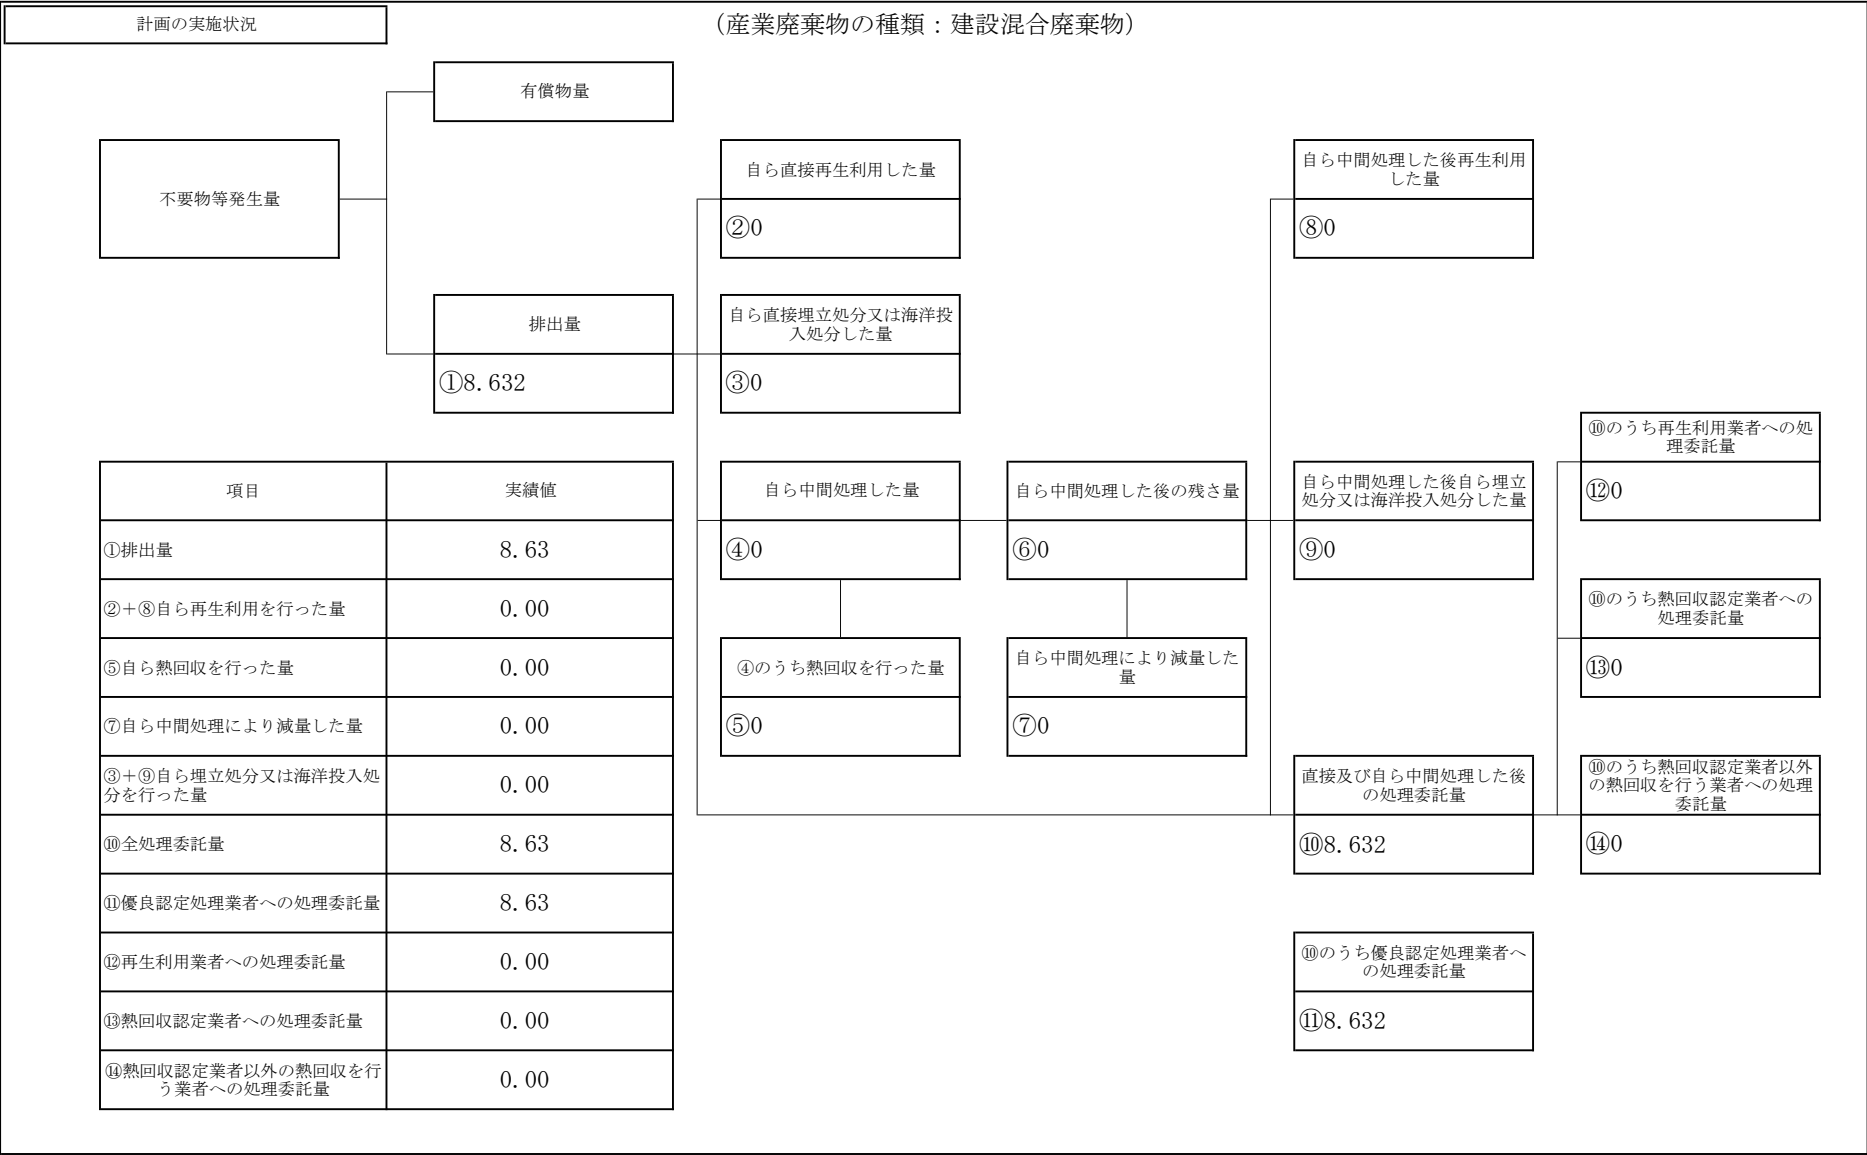 計画の実施状況
（産業廃棄物の種類：建設混合廃棄物）
有償物量
不要物等発生量
排出量
①8.632
自ら直接再生利用した量
②0
自ら直接埋立処分又は海洋投
入処分した量
③0
自ら中間処理した量
④0
④のうち熱回収を行った量
⑤0
自ら中間処理した後の残さ量
⑥0
自ら中間処理により減量した
量
⑦0
自ら中間処理した後再生利用
した量
⑧0
自ら中間処理した後自ら埋立
処分又は海洋投入処分した量
⑨0
直接及び自ら中間処理した後
の処理委託量
⑩8.632
⑩のうち優良認定処理業者へ
の処理委託量
⑪8.632
⑩のうち再生利用業者への処
理委託量
⑫0
⑩のうち熱回収認定業者への
処理委託量
⑬0
⑩のうち熱回収認定業者以外
の熱回収を行う業者への処理
委託量
⑭0
項目 実績値
①排出量 8.63
②＋⑧自ら再生利用を行った量 0.00
⑤自ら熱回収を行った量 0.00
⑦自ら中間処理により減量した量 0.00
③＋⑨自ら埋立処分又は海洋投入処
分を行った量 0.00
⑩全処理委託量 8.63
⑪優良認定処理業者への処理委託量 8.63
⑫再生利用業者への処理委託量 0.00
⑬熱回収認定業者への処理委託量 0.00
⑭熱回収認定業者以外の熱回収を行
う業者への処理委託量 0.00